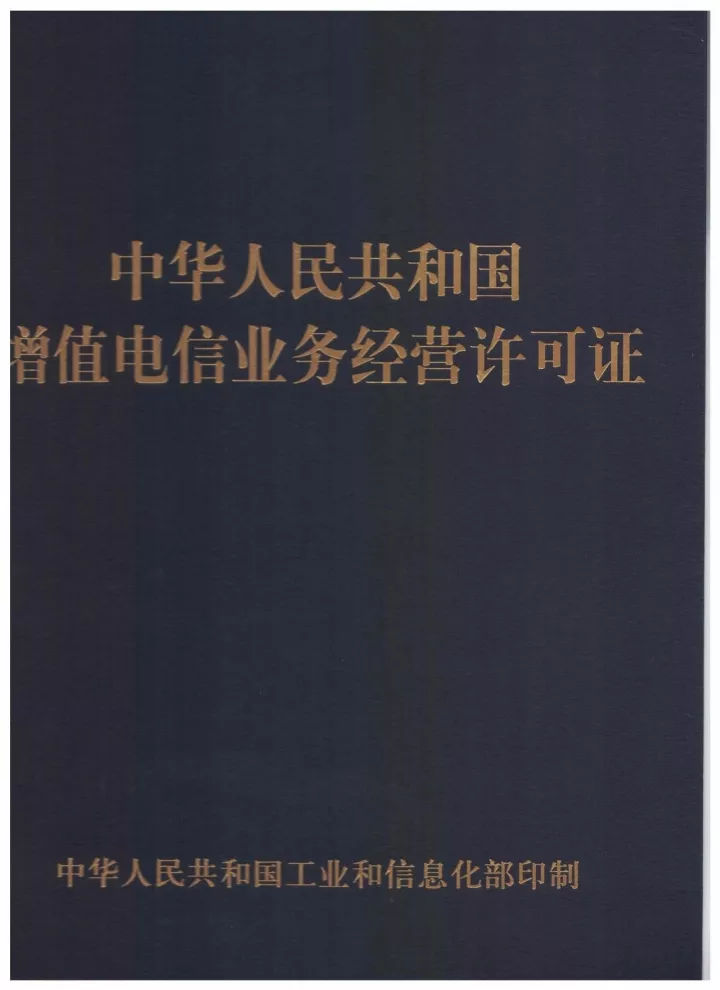 中华人民共和国
增值电信业务经营许可证
中华人民共和国工业和信息化部印制